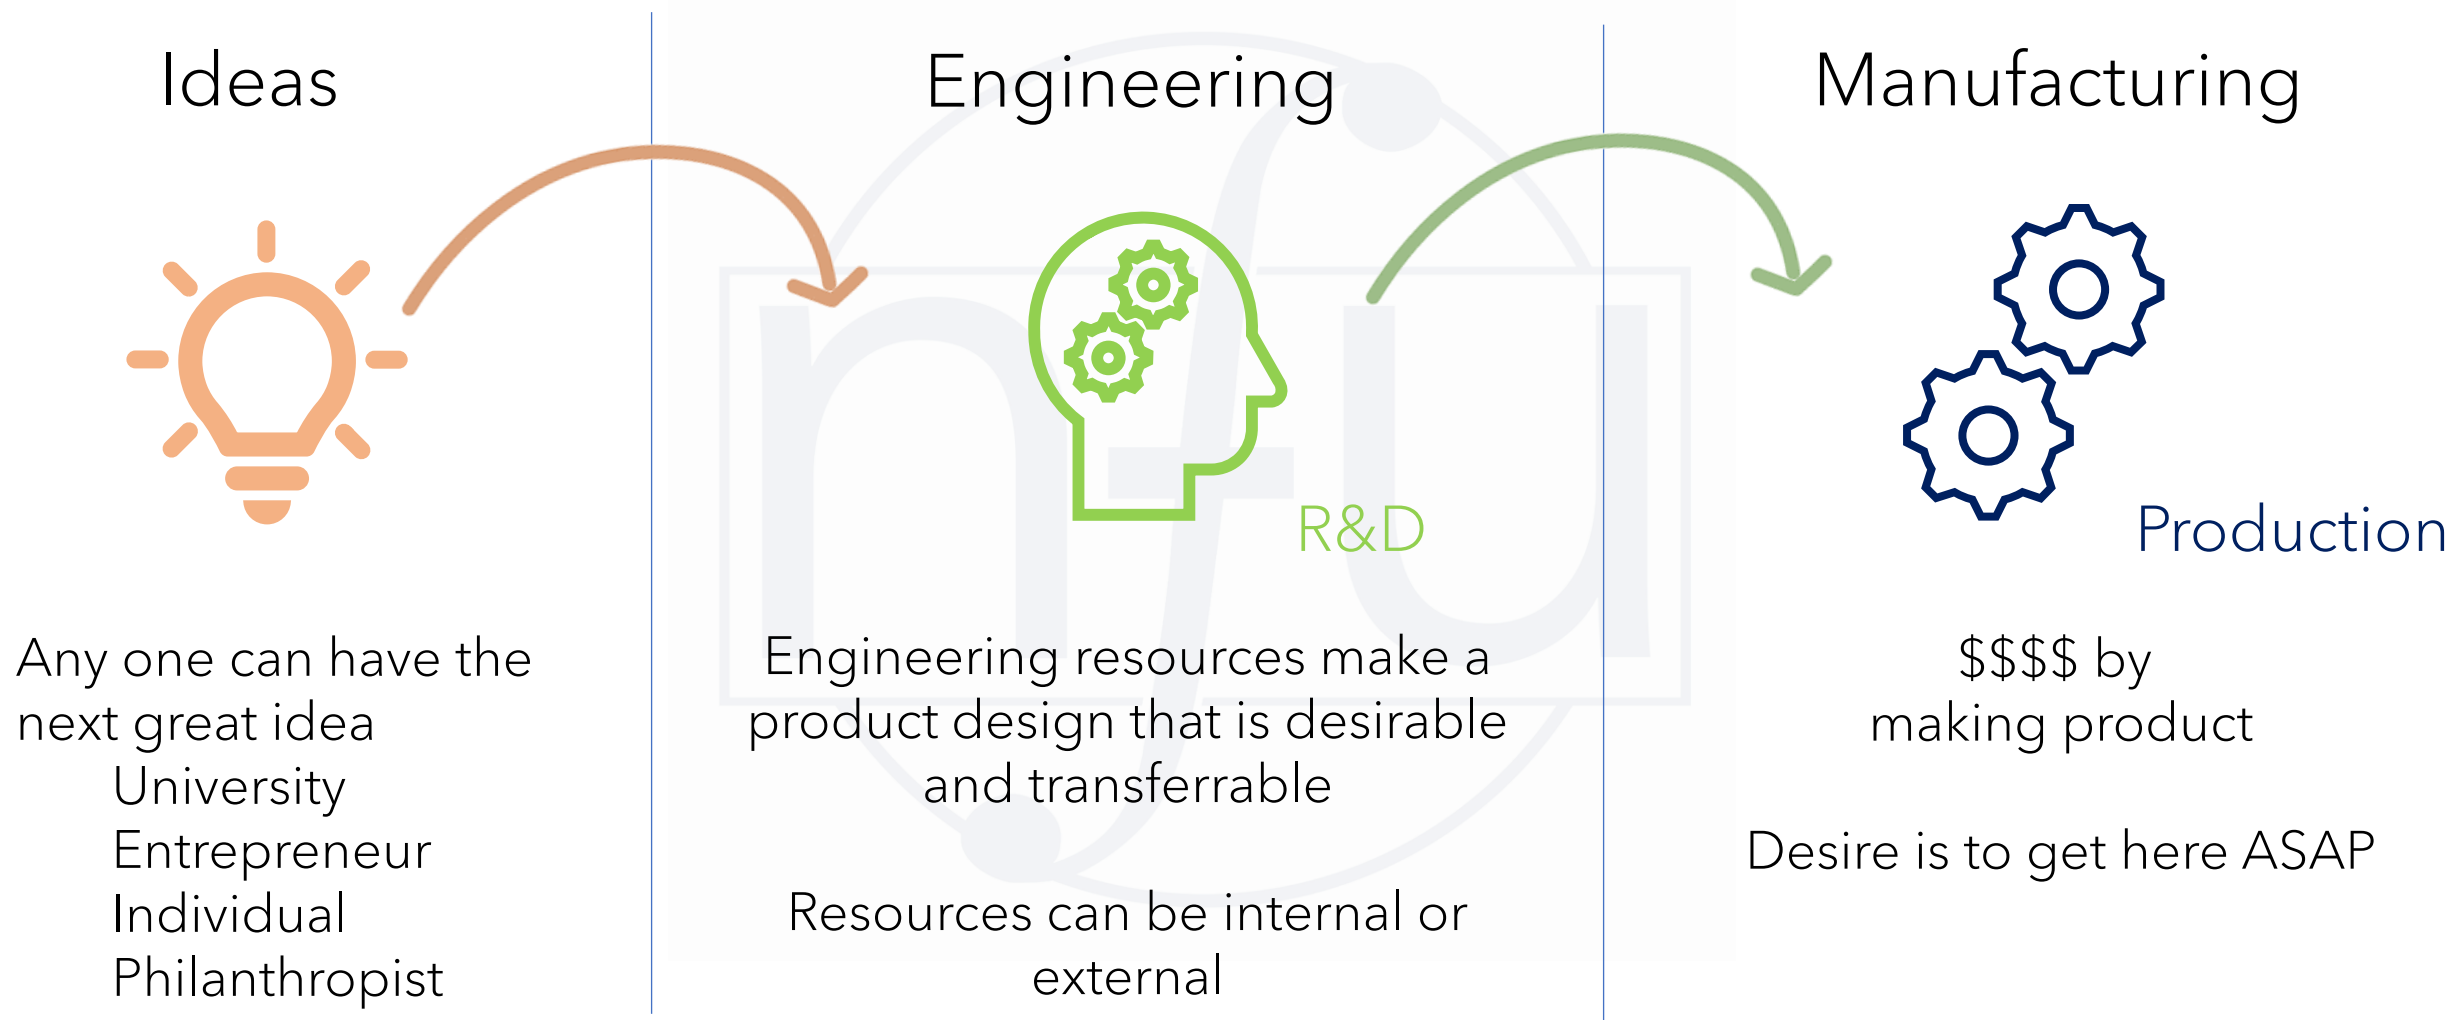 Ideas
Any one can have the
next great idea
University
Entrepreneur
Individual
Philanthropist
Engineering
R&D
Engineering resources make a
product design that is desirable
and transferrable
Resources can be internal or
external
Manufacturing
Production
$$$$ by
making product
Desire is to get here ASAP
nfu